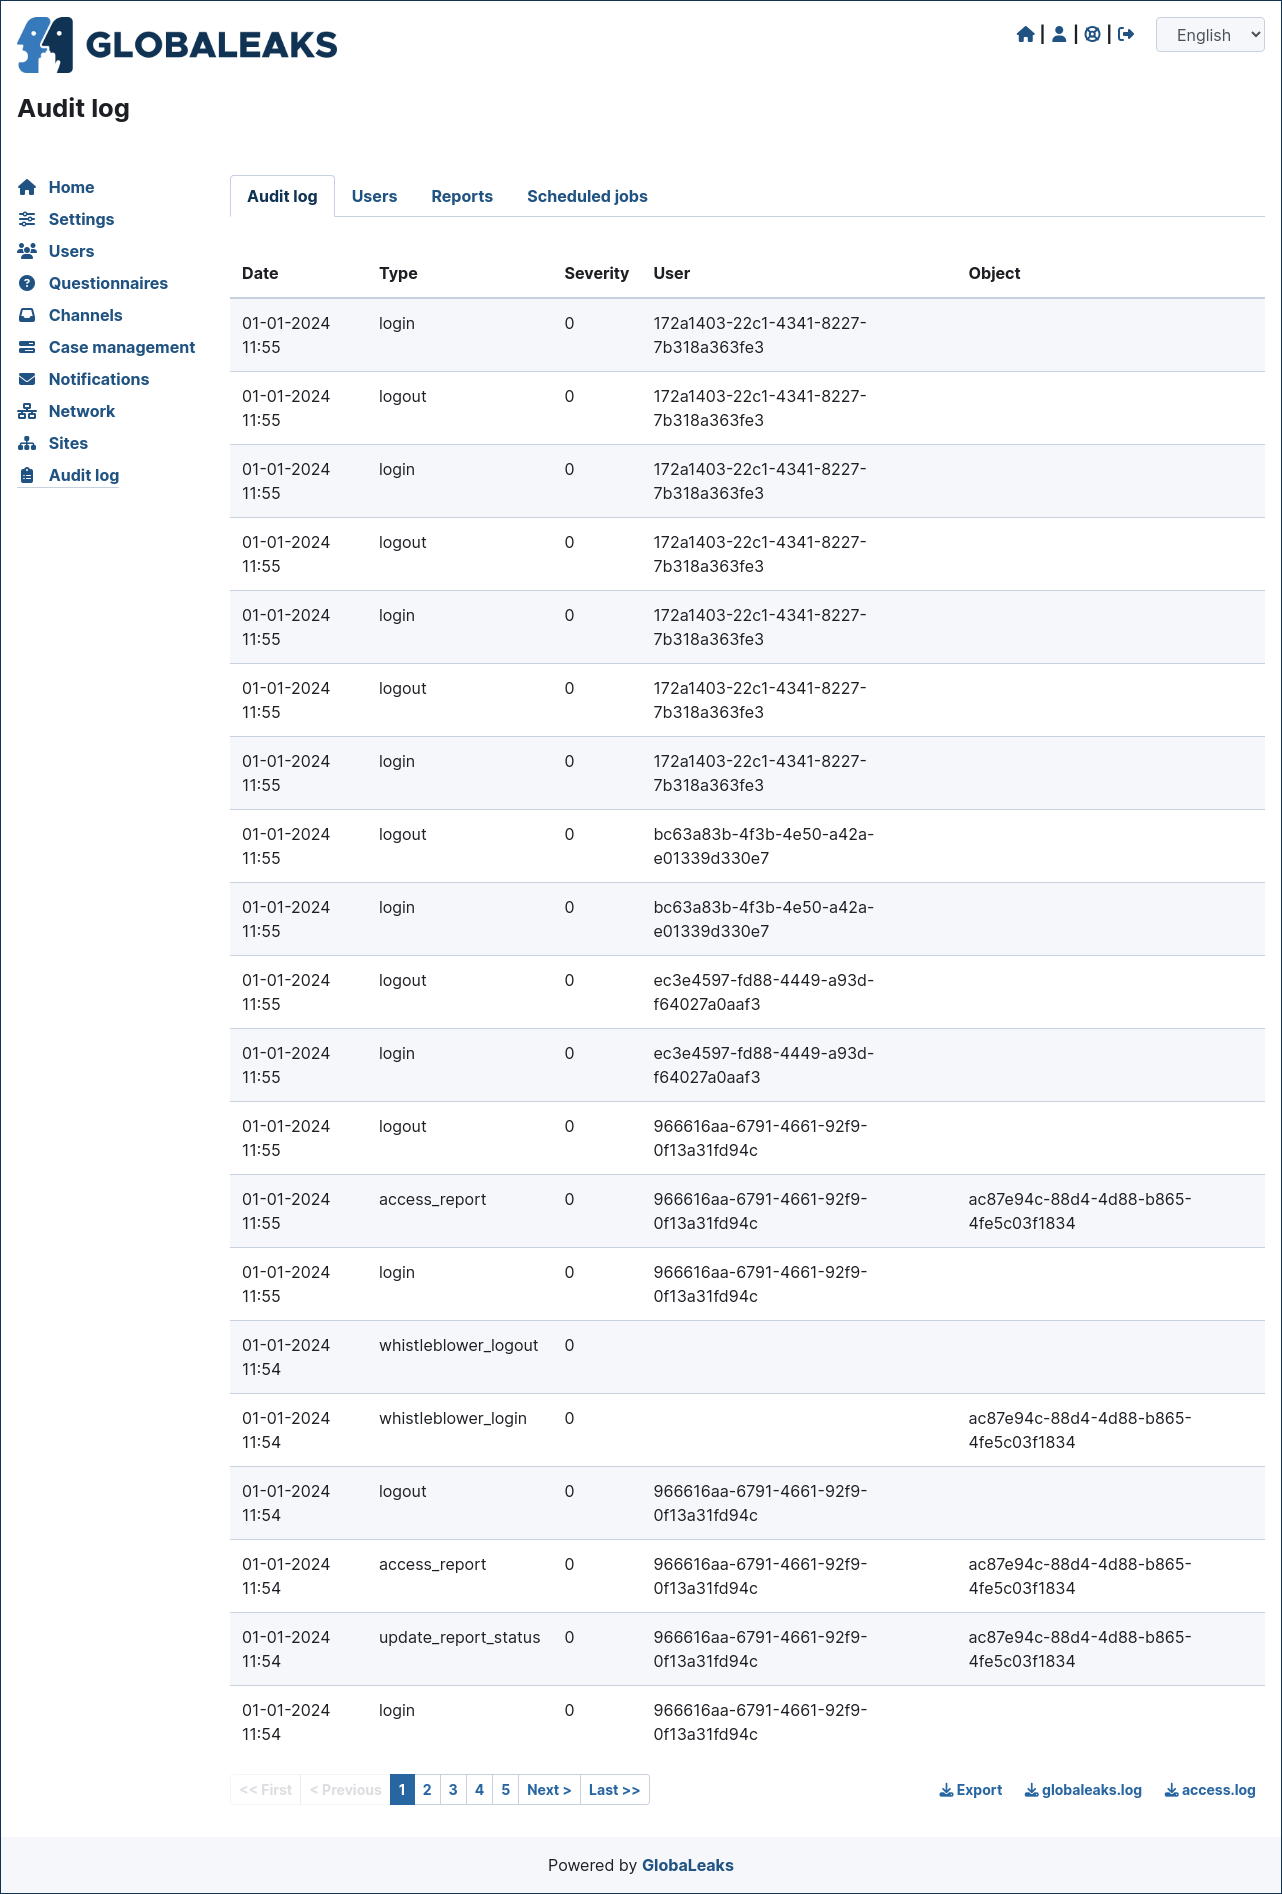 GLOBALEAKS
English
Audit log
Home
Settings
Users
Questionnaires
Channels
Case management
Notifications
Network
Sites
Audit log
Audit log Users Reports Scheduled jobs
Date Type Severity User Object
01-01-2024 login 0 172a1403-22c1-4341-8227-
11:55 7b318a363fe3
01-01-2024 logout 0 172a1403-22c1-4341-8227-
11:55 7b318a363fe3
01-01-2024 login 0 172a1403-22c1-4341-8227-
11:55 7b318a363fe3
01-01-2024 logout 0 172a1403-22c1-4341-8227-
11:55 7b318a363fe3
01-01-2024 login 0 172a1403-22c1-4341-8227-
11:55 7b318a363fe3
01-01-2024 logout 0 172a1403-22c1-4341-8227-
11:55 7b318a363fe3
01-01-2024 login 0 172a1403-22c1-4341-8227-
11:55 7b318a363fe3
01-01-2024 logout 0 bc63a83b-4f3b-4e50-a42a-
11:55 e01339d330e7
01-01-2024 login 0 bc63a83b-4f3b-4e50-a42a-
11:55 e01339d330e7
01-01-2024 logout 0 ec3e4597-fd88-4449-a93d-
11:55 f64027a0aaf3
01-01-2024 login 0 ec3e4597-fd88-4449-a93d-
11:55 f64027a0aaf3
01-01-2024 logout 0 966616aa-6791-4661-92f9-
11:55 0f13a31fd94c
01-01-2024 access_report 0 966616aa-6791-4661-92f9- ac87e94c-88d4-4d88-b865-
11:55 0f13a31fd94c 4fe5c03f1834
01-01-2024 login 0 966616aa-6791-4661-92f9-
11:55 0f13a31fd94c
01-01-2024 whistleblower_logout 0
11:54
01-01-2024 whistleblower_login 0 ac87e94c-88d4-4d88-b865-
11:54 4fe5c03f1834
01-01-2024 logout 0 966616aa-6791-4661-92f9-
11:54 0f13a31fd94c
01-01-2024 access_report 0 966616aa-6791-4661-92f9- ac87e94c-88d4-4d88-b865-
11:54 0f13a31fd94c 4fe5c03f1834
01-01-2024 update_report_status 0 966616aa-6791-4661-92f9- ac87e94c-88d4-4d88-b865-
11:54 0f13a31fd94c 4fe5c03f1834
01-01-2024 login 0 966616aa-6791-4661-92f9-
11:54 0f13a31fd94c
<< First < Previous 1 2 3 4 5 Next > Last >> Export globaleaks.log access.log
Powered by GlobaLeaks